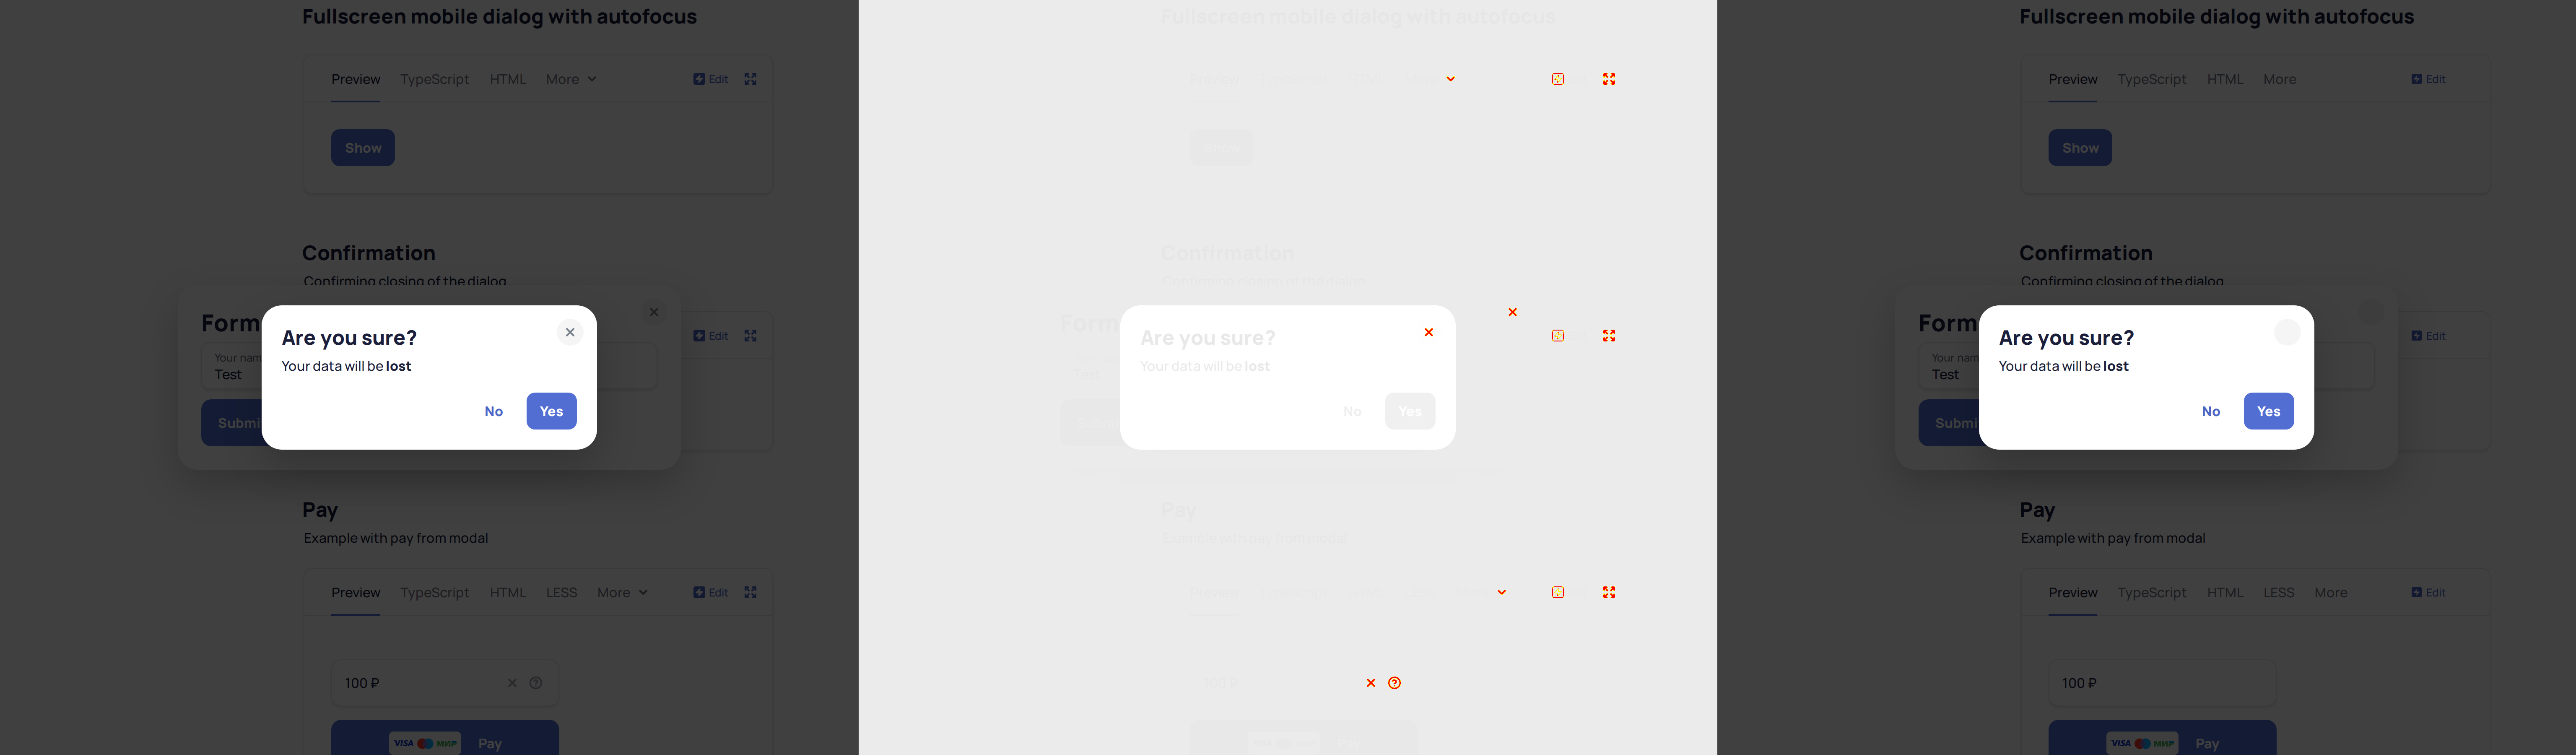 Fullscreen mobile dialog with autofocus
Preview TypeScript HTML More Edit
Show
Confirmation
Confirming closing of the dialog
Form
Edit
Are you sure?
Your data will be lost
Your nam
Test
No Yes
Submi
Pay
Example with pay from modal
Preview TypeScript HTML LESS More Edit
100 ₽
VISA МИР Pay
Fullscreen mobile dialog with autofocus
Preview TypeScript HTML
Show
Confirmation
Confirming closing of the dialog
Form
Are you sure?
Your data will be lost
Test
No Yes
Pay
Example with pay from modal
Preview TypeScript HTML
100 ₽
Pay
Fullscreen mobile dialog with autofocus
Preview TypeScript HTML More Edit
Show
Confirmation
Confirming closing of the dialog
Form
Edit
Are you sure?
Your data will be lost
Your nam
Test
No Yes
Submi
Pay
Example with pay from modal
Preview TypeScript HTML LESS More Edit
100 ₽
VISA МИР Pay